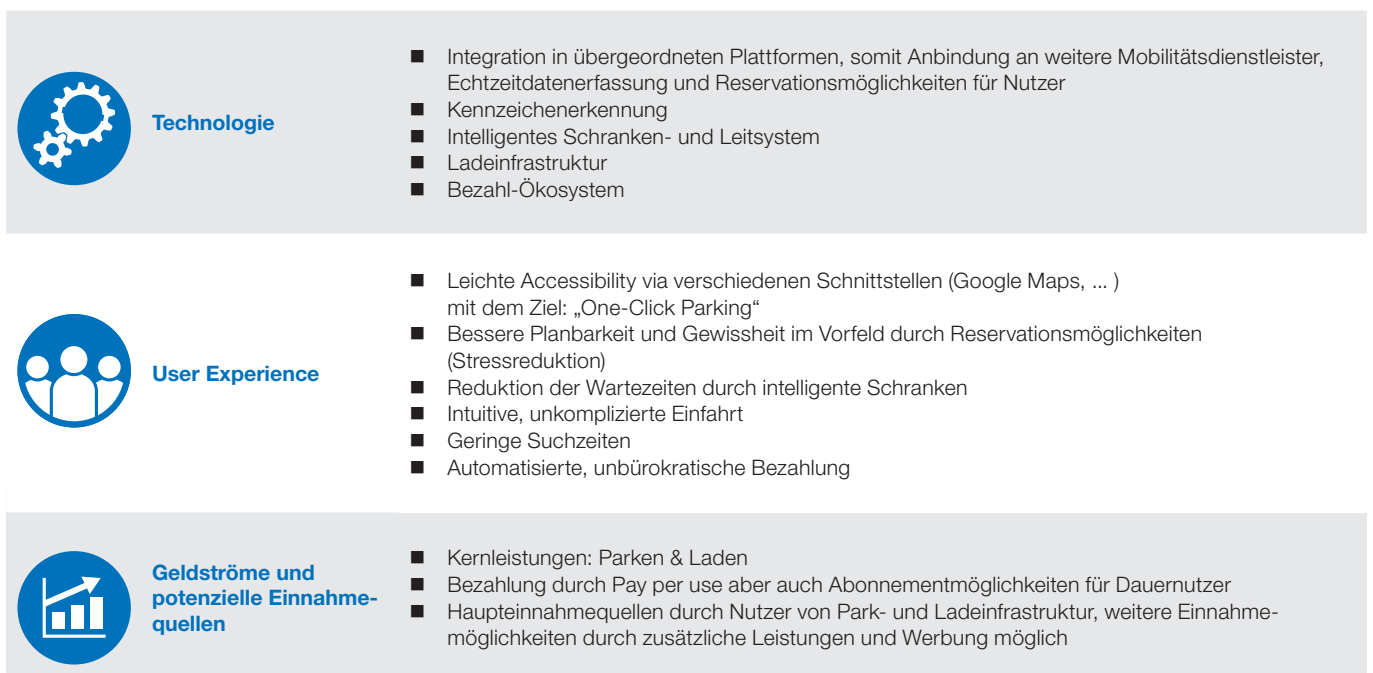 Technologie
■ Integration in übergeordneten Plattformen, somit Anbindung an weitere Mobilitätsdienstleister,
Echtzeitdatenerfassung und Reservationsmöglichkeiten für Nutzer
■ Kennzeichenerkennung
■ Intelligentes Schranken- und Leitsystem
■ Ladeinfrastruktur
■ Bezahl-Ökosystem
User Experience
■ Leichte Accessibility via verschiedenen Schnittstellen (Google Maps, ... )
mit dem Ziel: „One-Click Parking“
■ Bessere Planbarkeit und Gewissheit im Vorfeld durch Reservationsmöglichkeiten
(Stressreduktion)
■ Reduktion der Wartezeiten durch intelligente Schranken
■ Intuitive, unkomplizierte Einfahrt
■ Geringe Suchzeiten
■ Automatisierte, unbürokratische Bezahlung
Geldströme und
potenzielle Einnahme-
quellen
■ Kernleistungen: Parken & Laden
■ Bezahlung durch Pay per use aber auch Abonnementmöglichkeiten für Dauernutzer
■ Haupteinnahmequellen durch Nutzer von Park- und Ladeinfrastruktur, weitere Einnahme-
möglichkeiten durch zusätzliche Leistungen und Werbung möglich